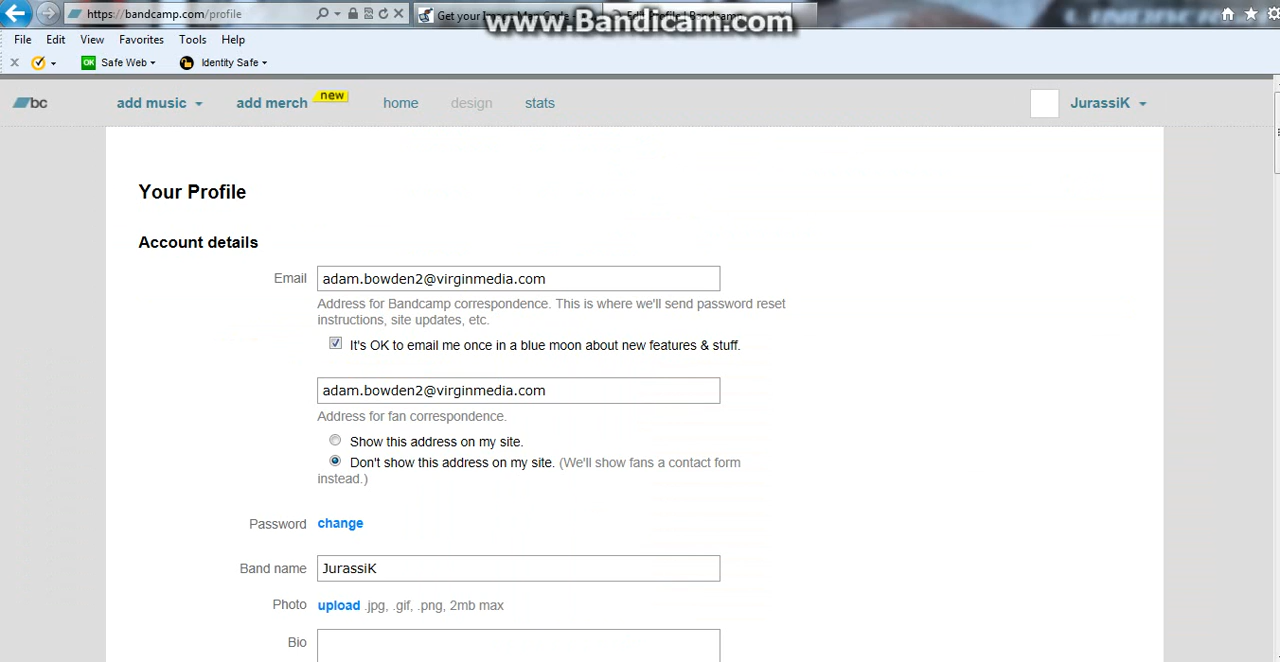 www.Bandicam.com
https://bandcamp.com/profile
Get your Image Map Code
File Edit View Favorites Tools Help
x OK Safe Web Identity Safe
bc add music add merch new home design stats JurassiK
Your Profile
Account details
Email adam.bowden2@virginmedia.com
Address for Bandcamp correspondence. This is where we'll send password reset
instructions, site updates, etc.
It's OK to email me once in a blue moon about new features & stuff.
adam.bowden2@virginmedia.com
Address for fan correspondence.
Show this address on my site.
Don't show this address on my site. (We'll show fans a contact form
instead.)
Password change
Band name JurassiK
Photo upload .jpg, .gif, .png, 2mb max
Bio